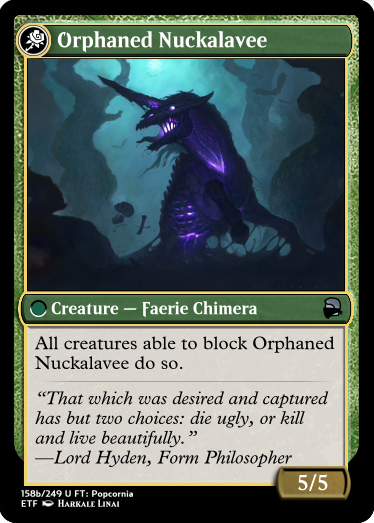 Orphaned Nuckalavee
Creature — Faerie Chimera
All creatures able to block Orphaned
Nuckalavee do so.
“That which was desired and captured
has but two choices: die ugly, or kill
and live beautifully.”
—Lord Hyden, Form Philosopher
5/5
158b/249 U FT: Popcornia
ETF Harkale Linai